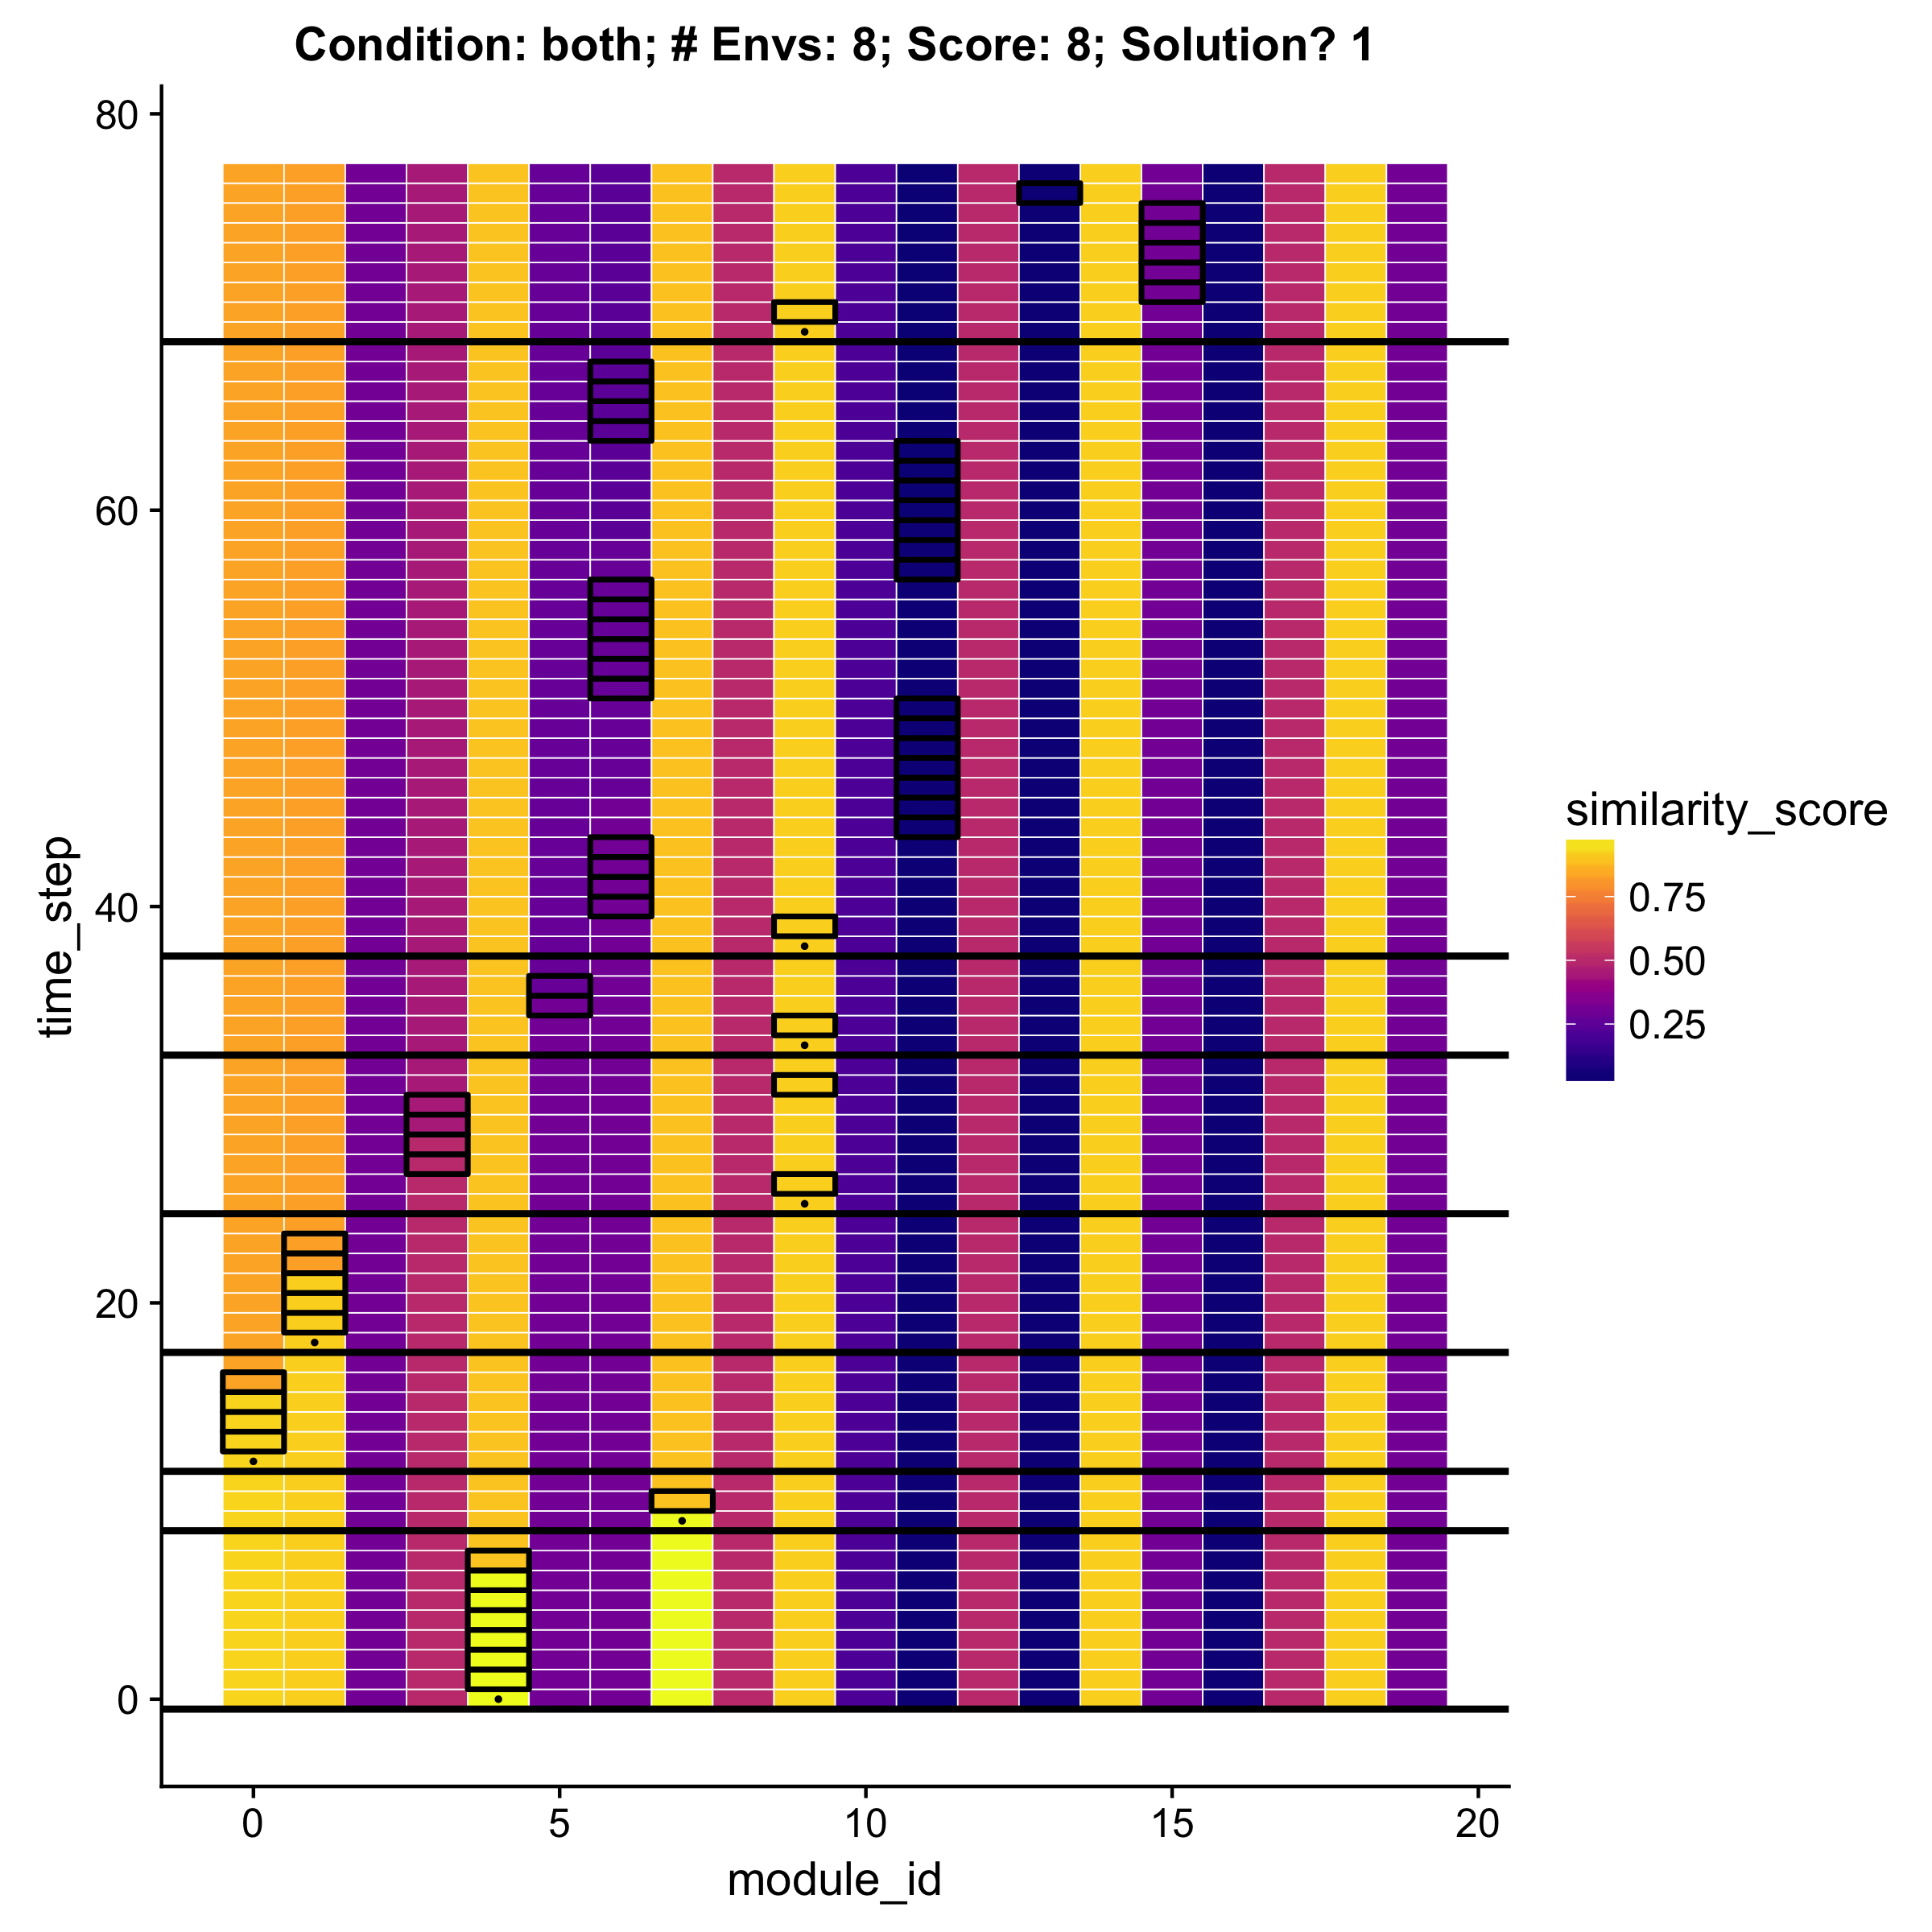 Condition: both; # Envs: 8; Score: 8; Solution? 1
80
60
40
20
0
time_step
0 5 10 15 20
module_id
similarity_score
0.75
0.50
0.25